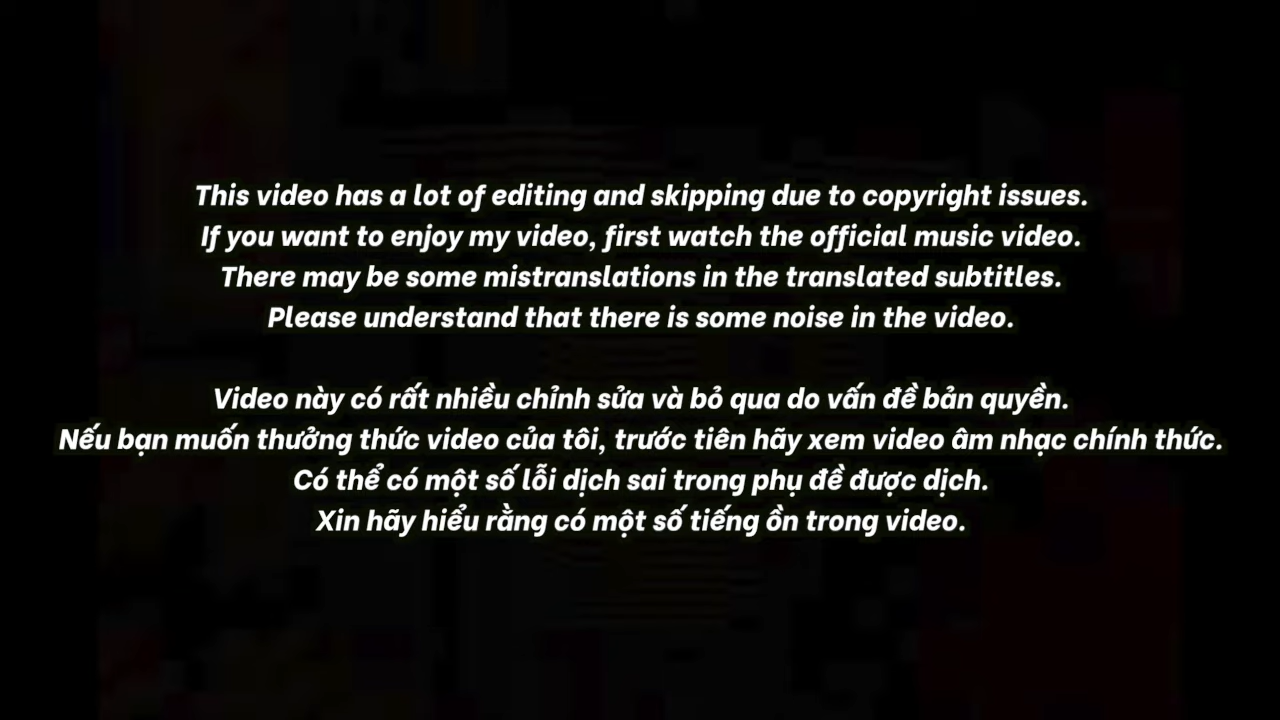 This video has a lot of editing and skipping due to copyright issues.
If you want to enjoy my video, first watch the official music video.
There may be some mistranslations in the translated subtitles.
Please understand that there is some noise in the video.
Video này có rất nhiều chỉnh sửa và bỏ qua do vấn đề bản quyền.
Nếu bạn muốn thưởng thức video của tôi, trước tiên hãy xem video âm nhạc chính thức.
Có thể có một số lỗi dịch sai trong phụ đề được dịch.
Xin hãy hiểu rằng có một số tiếng ồn trong video.